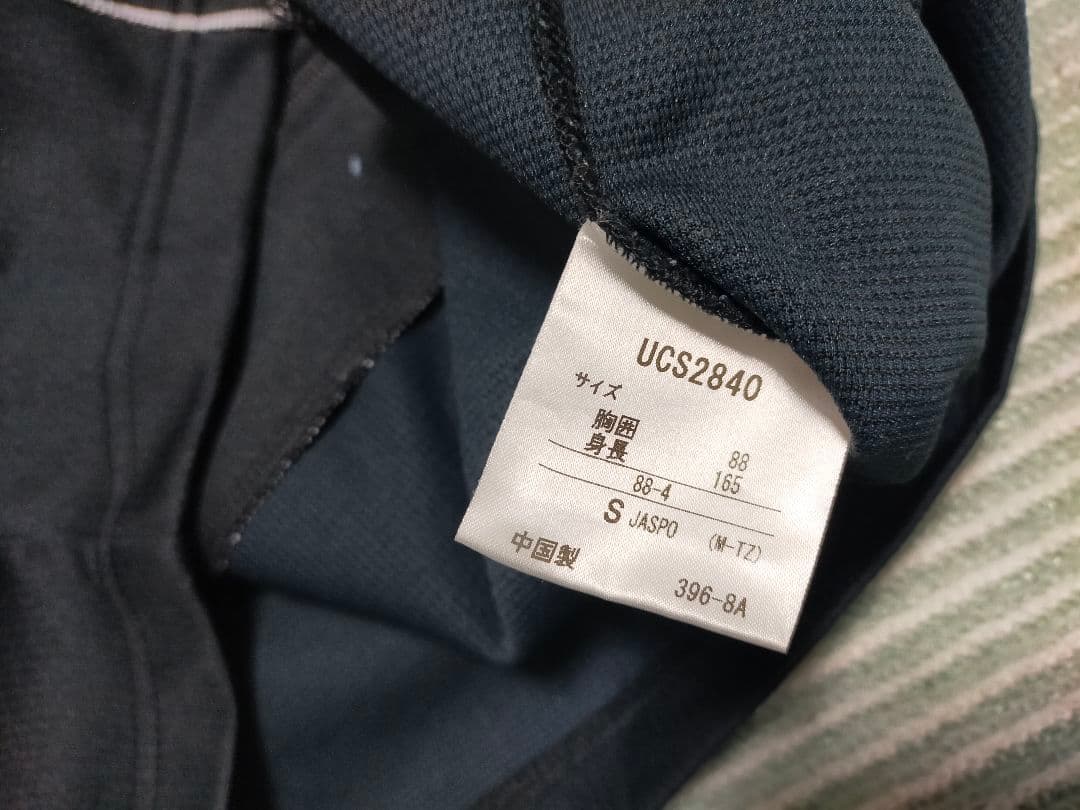 UCS2840
サイズ
胸囲 88
身長 165
88-4
S JASPO (M-TZ)
中国製
396-8A